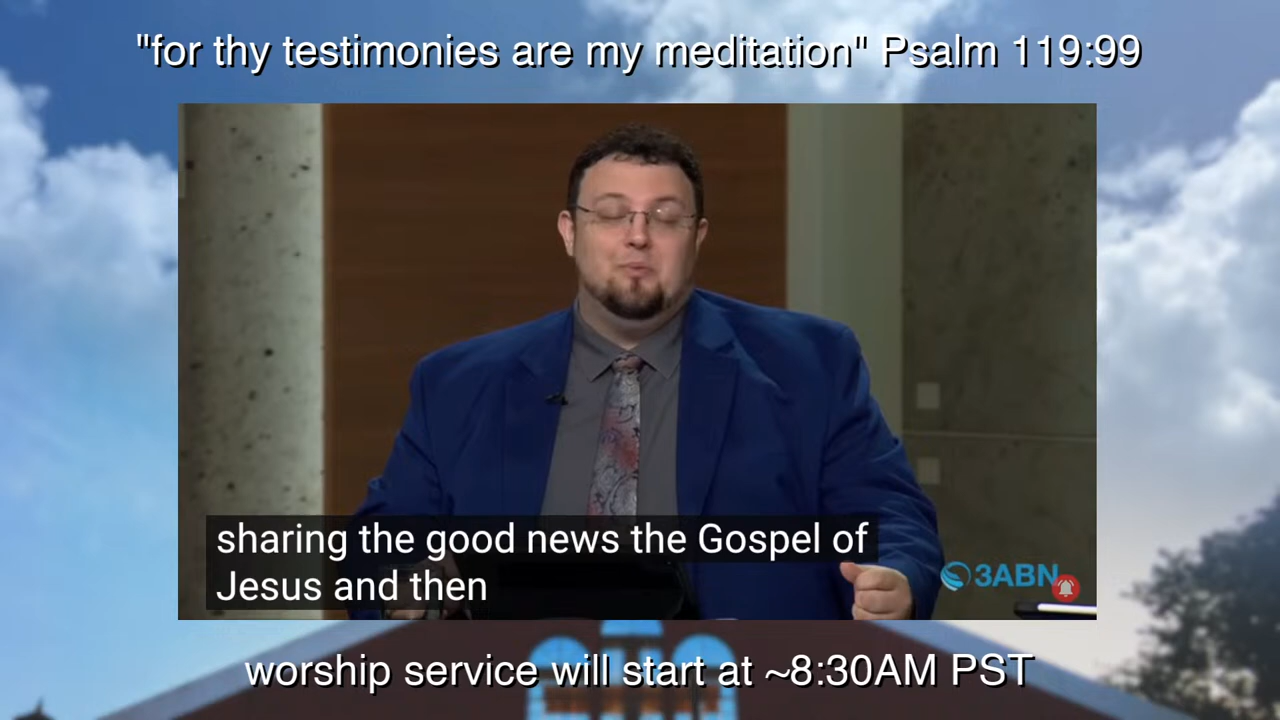 "for thy testimonies are my meditation" Psalm 119:99
sharing the good news the Gospel of
Jesus and then
3ABN
worship service will start at ~8:30AM PST